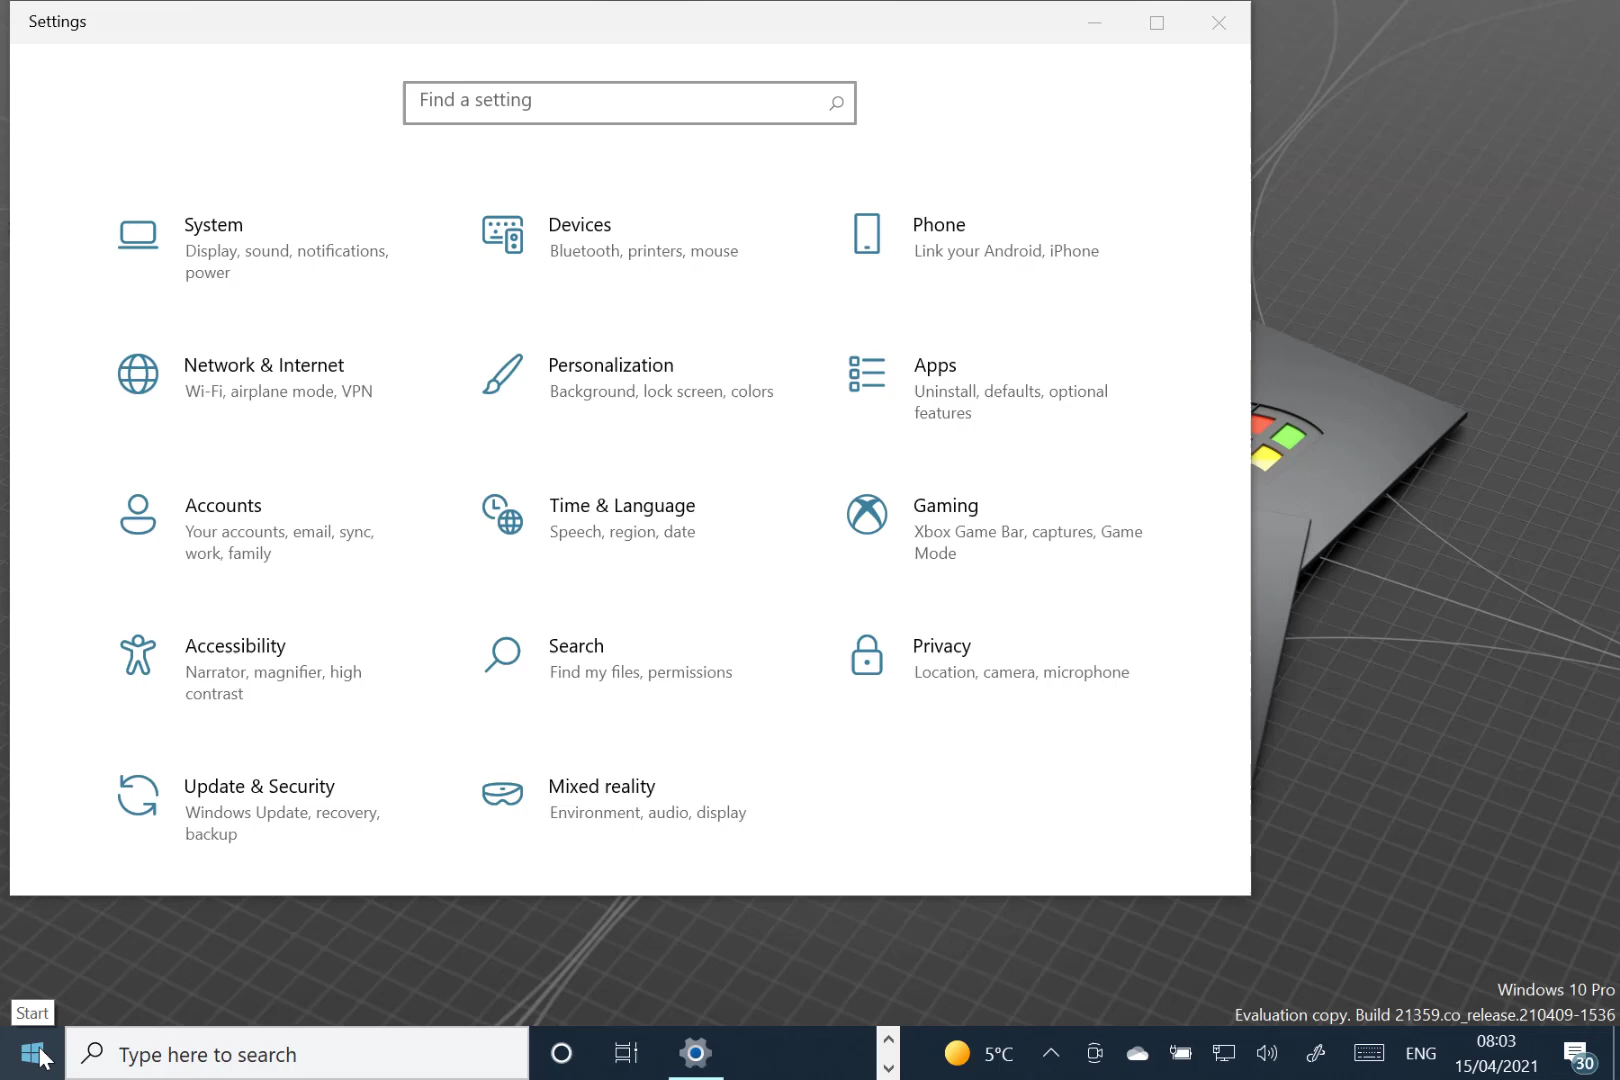 Settings
Find a setting
System
Display, sound, notifications,
power
Devices
Bluetooth, printers, mouse
Phone
Link your Android, iPhone
Network & Internet
Wi-Fi, airplane mode, VPN
Personalization
Background, lock screen, colors
Apps
Uninstall, defaults, optional
features
Accounts
Your accounts, email, sync,
work, family
Time & Language
Speech, region, date
Gaming
Xbox Game Bar, captures, Game
Mode
Accessibility
Narrator, magnifier, high
contrast
Search
Find my files, permissions
Privacy
Location, camera, microphone
Update & Security
Windows Update, recovery,
backup
Mixed reality
Environment, audio, display
Windows 10 Pro
Evaluation copy. Build 21359.co_release.210409-1536
Start
Type here to search
5°C
ENG
08:03
15/04/2021
30